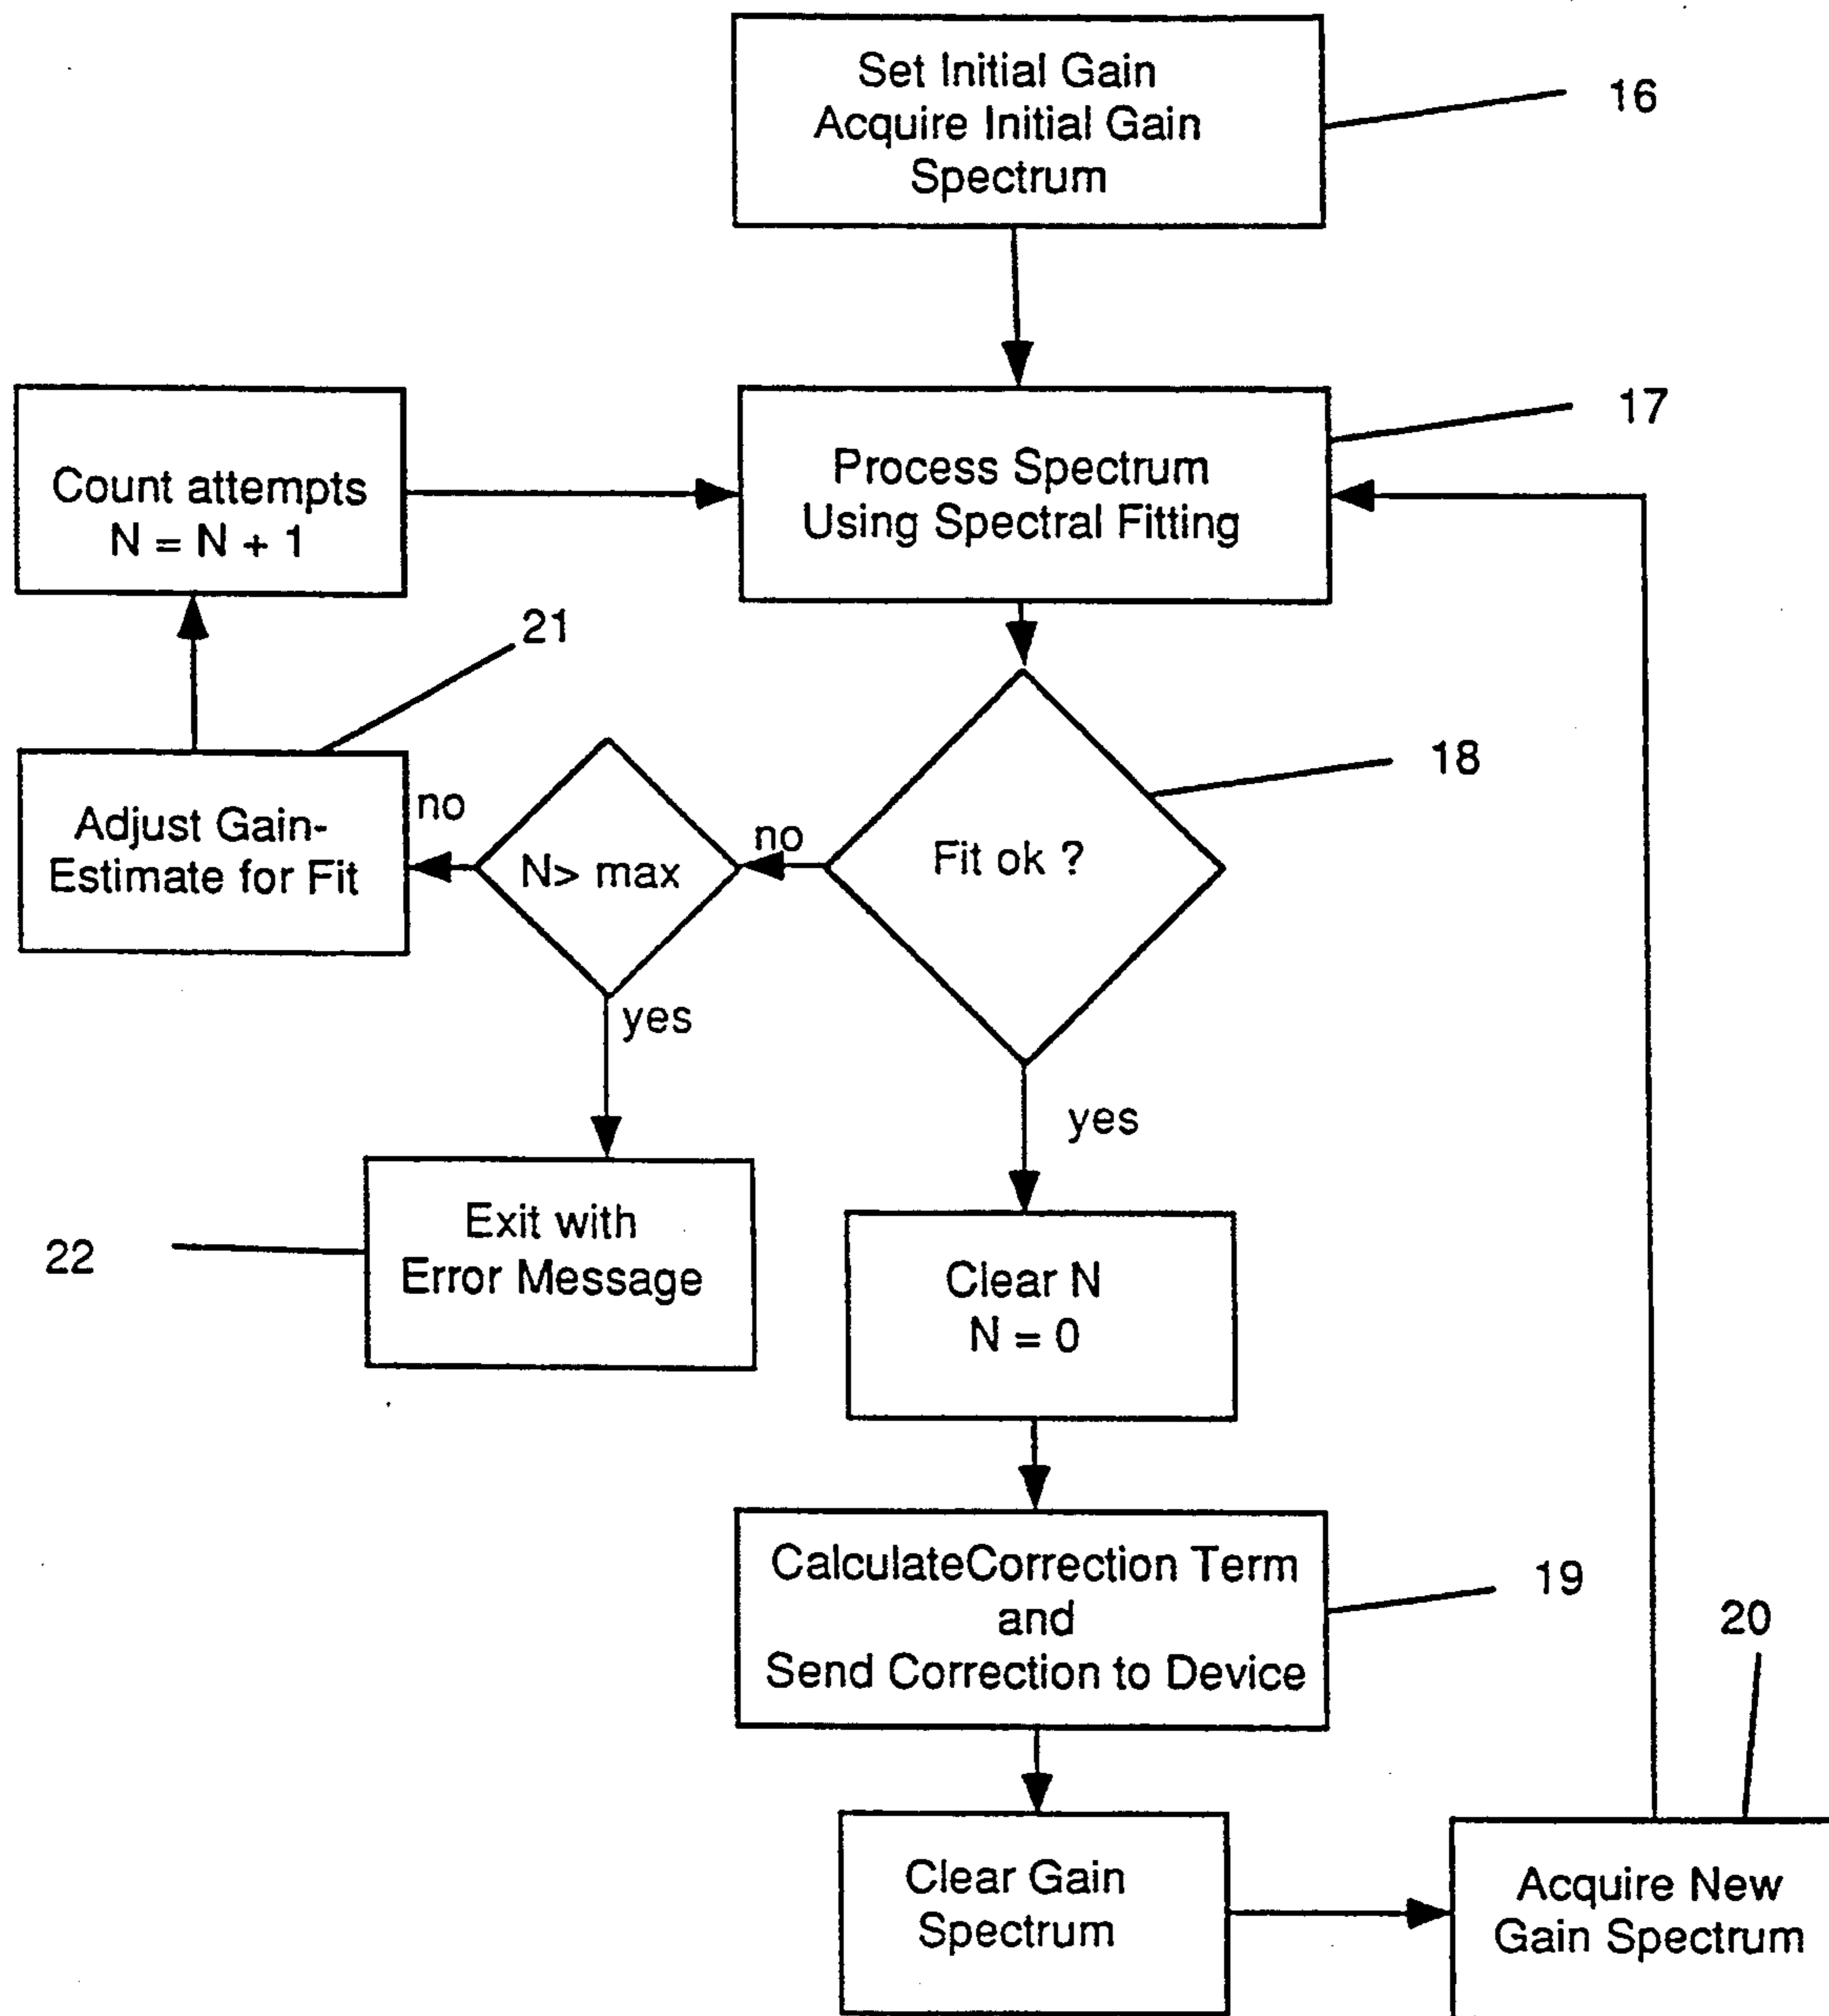 Set Initial Gain
Acquire Initial Gain
Spectrum
16
Process Spectrum
Using Spectral Fitting
17
Count attempts
N = N + 1
21
Adjust Gain-
Estimate for Fit
no
N> max
no
Fit ok ?
18
yes
yes
Exit with
Error Message
22
Clear N
N = 0
CalculateCorrection Term
and
Send Correction to Device
19
20
Clear Gain
Spectrum
Acquire New
Gain Spectrum